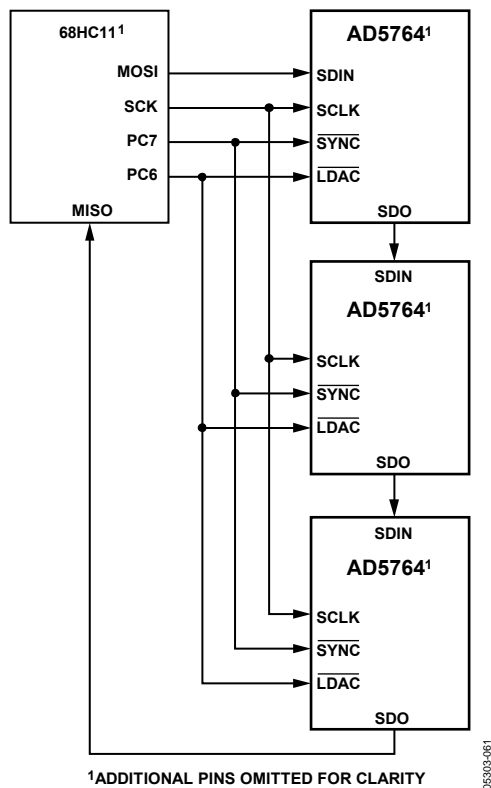 68HC11¹
MOSI
SCK
PC7
PC6
MISO
AD5764¹
SDIN
SCLK
SYNC
LDAC
SDO
SDIN
AD5764¹
SCLK
SYNC
LDAC
SDO
SDIN
AD5764¹
SCLK
SYNC
LDAC
SDO
¹ADDITIONAL PINS OMITTED FOR CLARITY
05303-061